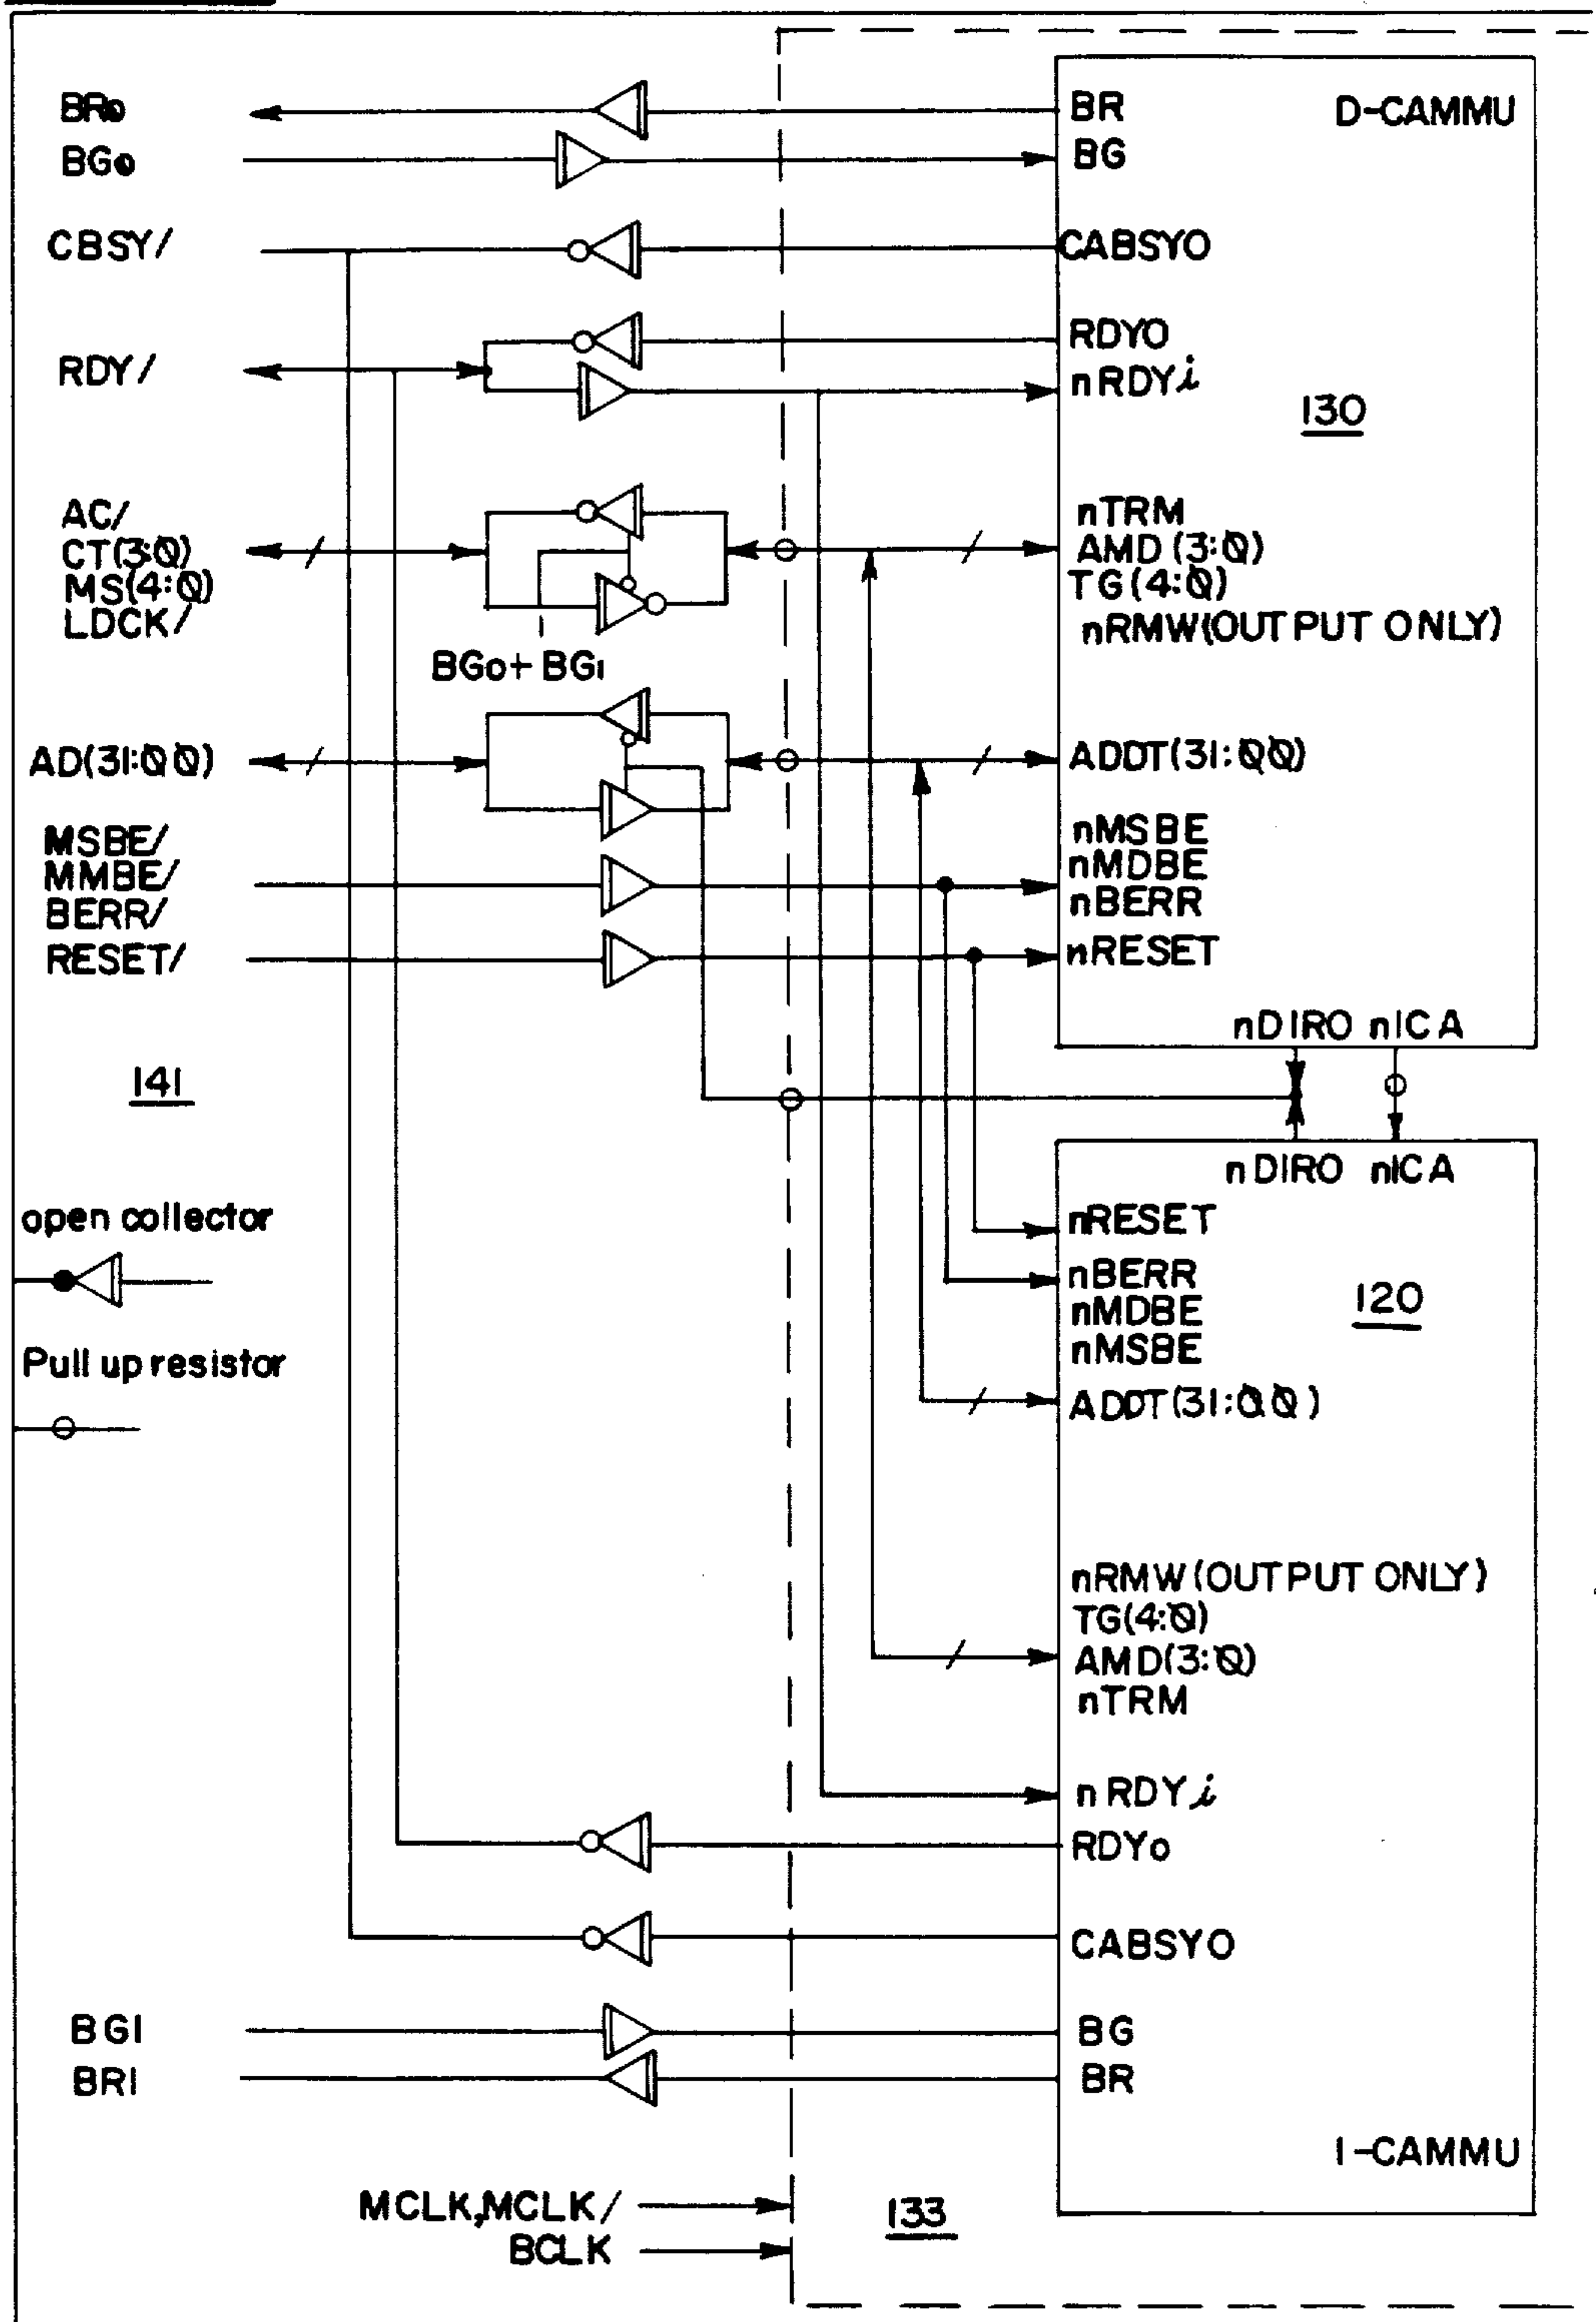 BRo
BR
D-CAMMU
BGo
BG
CBSY/
CABSYO
RDYO
RDY/
nRDYi
130
AC/
CT(3:0)
MS(4:0)
LDCK/
nTRM
AMD (3:0)
TG(4:0)
nRMW(OUTPUT ONLY)
BGo+BGI
AD(31:00)
ADDT(31:00)
MSBE/
MMBE/
BERR/
nMSBE
nMDBE
nBERR
RESET/
nRESET
nDIRO nICA
141
nDIRO nICA
open collector
nRESET
nBERR
120
nMDBE
nMSBE
Pull up resistor
ADDT(31:00)
nRMW(OUTPUT ONLY)
TG(4:0)
AMD(3:0)
nTRM
nRDYi
RDYo
CABSYO
BGI
BG
BRI
BR
I-CAMMU
MCLK,MCLK/
133
BCLK